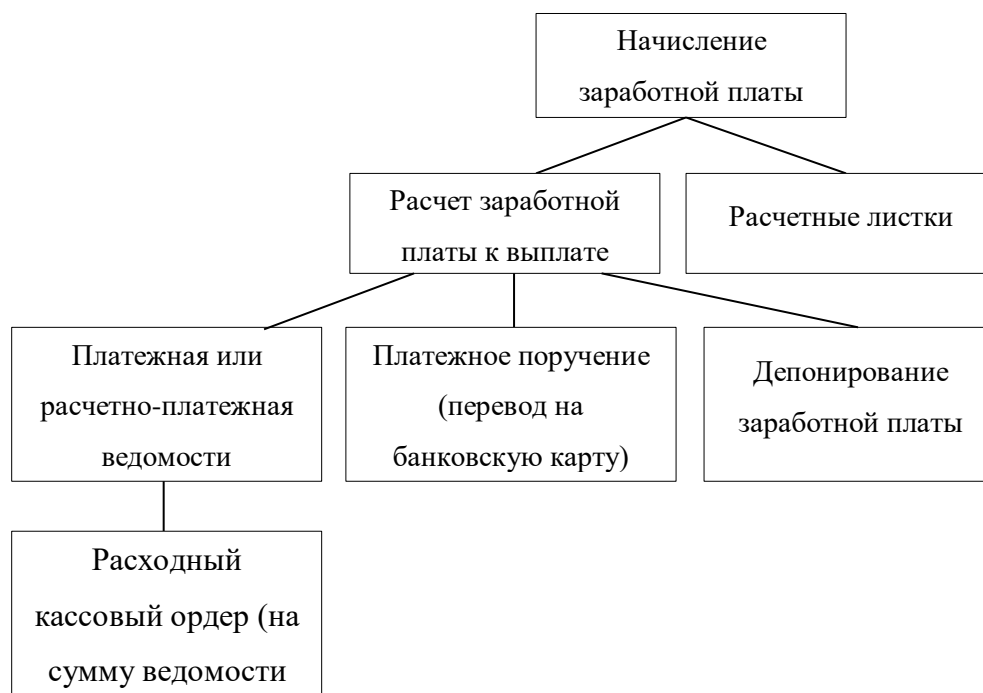 Начисление
заработной платы
Расчет заработной
платы к выплате
Расчетные листки
Платежная или
расчетно-платежная
ведомости
Платежное поручение
(перевод на
банковскую карту)
Депонирование
заработной платы
Расходный
кассовый ордер (на
сумму ведомости